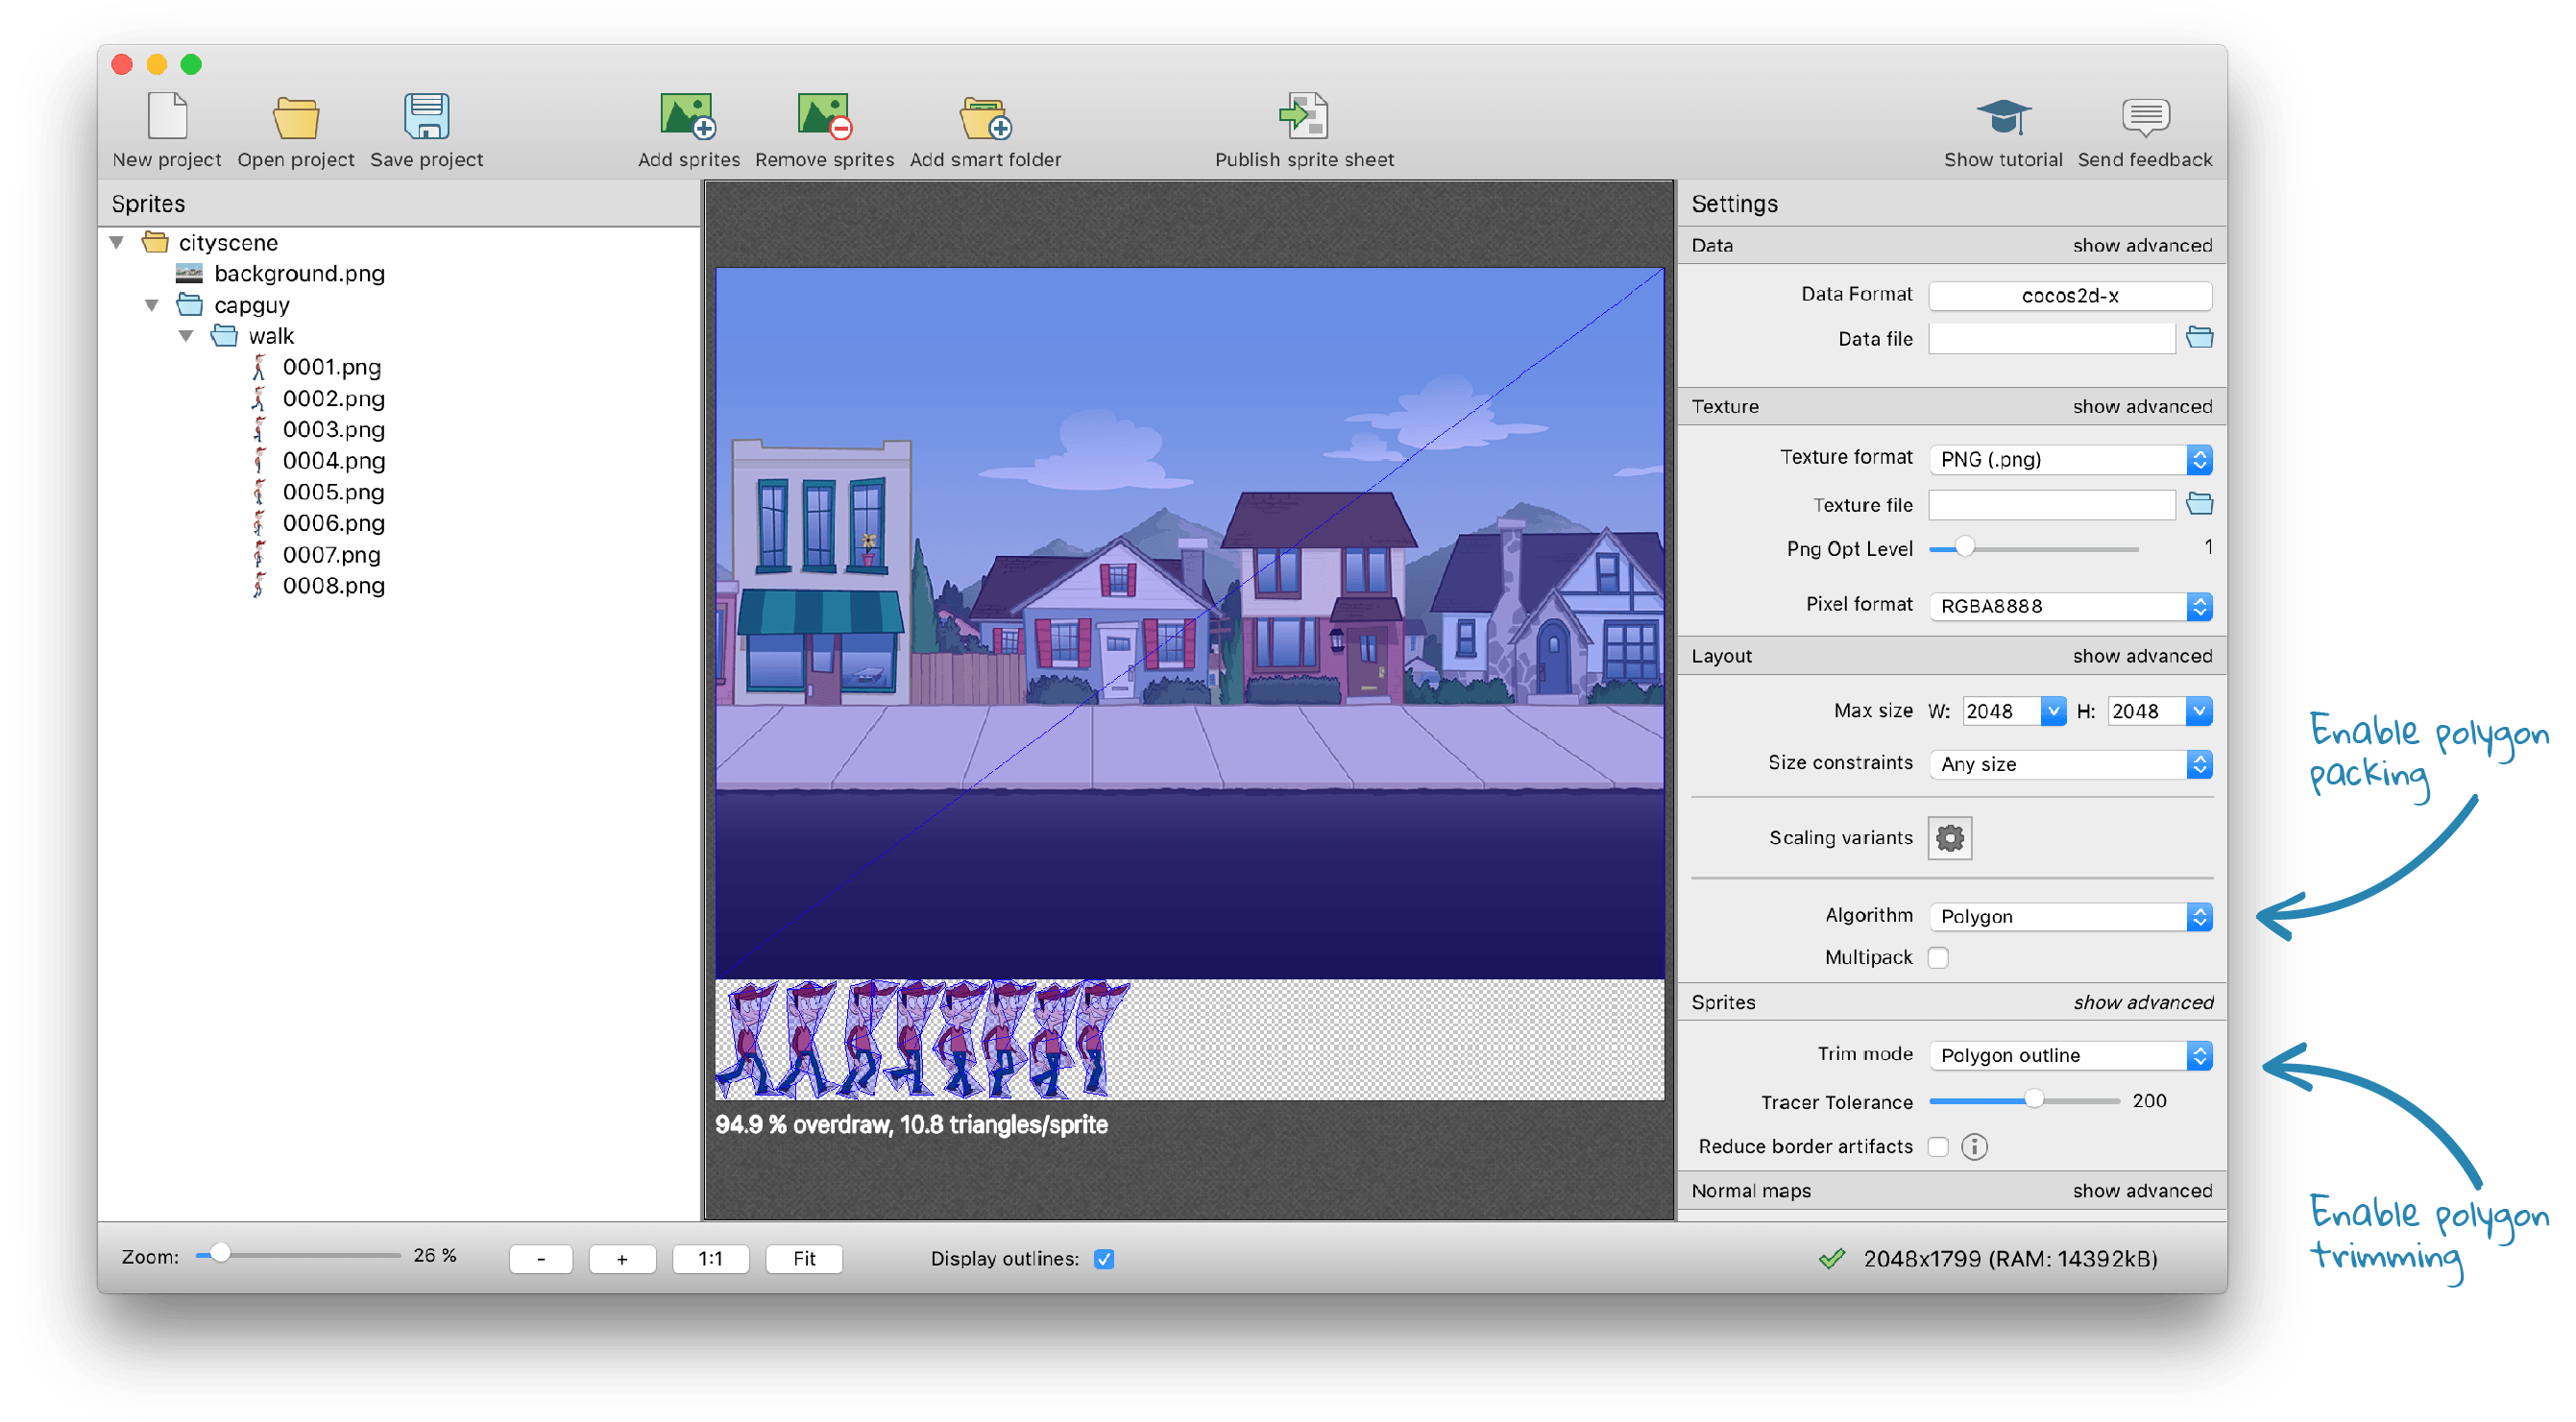 New project Open project Save project Add sprites Remove sprites Add smart folder Publish sprite sheet Show tutorial Send feedback
Sprites
cityscene
background.png
capguy
walk
0001.png
0002.png
0003.png
0004.png
0005.png
0006.png
0007.png
0008.png
94.9 % overdraw, 10.8 triangles/sprite
Settings
Data show advanced
Data Format cocos2d-x
Data file
Texture show advanced
Texture format PNG (.png)
Texture file
Png Opt Level 1
Pixel format RGBA8888
Layout show advanced
Max size W: 2048 H: 2048
Size constraints Any size
Scaling variants
Algorithm Polygon
Multipack
Sprites show advanced
Trim mode Polygon outline
Tracer Tolerance 200
Reduce border artifacts
Normal maps show advanced
Zoom: 26 % - + 1:1 Fit Display outlines: 2048x1799 (RAM: 14392kB)
Enable polygon
packing
Enable polygon
trimming